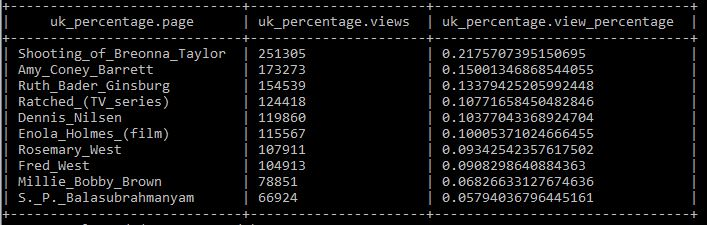 uk_percentage.page | uk_percentage.views | uk_percentage.view_percentage |
| Shooting_of_Breonna_Taylor | 251305 | 0.2175707395150695 |
| Amy_Coney_Barrett | 173273 | 0.15001346868544055 |
| Ruth_Bader_Ginsburg | 154539 | 0.13379425205992448 |
| Ratched_(TV_series) | 124418 | 0.10771658450482846 |
| Dennis_Nilsen | 119860 | 0.10377043368924704 |
| Enola_Holmes_(film) | 115567 | 0.10005371024666455 |
| Rosemary_West | 107911 | 0.09342542357617502 |
| Fred_West | 104913 | 0.0908298640884363 |
| Millie_Bobby_Brown | 78851 | 0.06826633127674636 |
| S._P._Balasubrahmanyam | 66924 | 0.05794036796445161 |